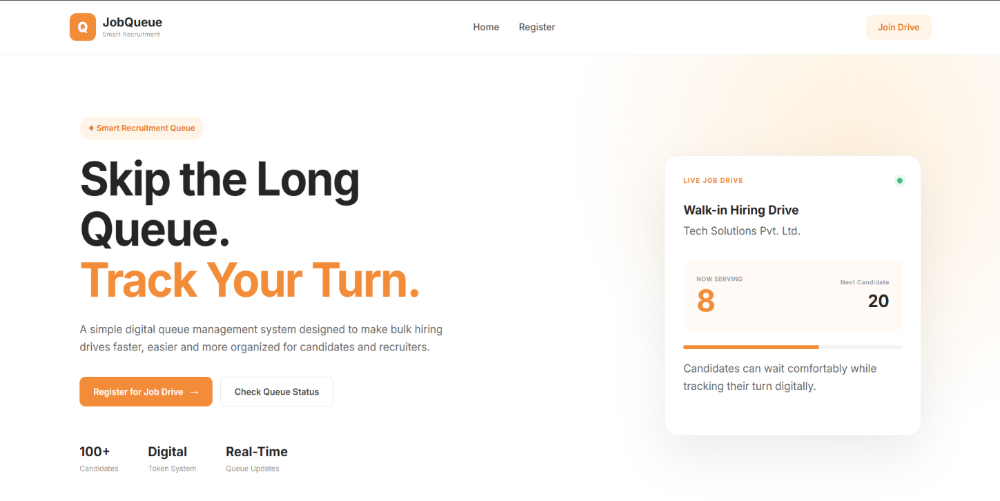 Q
JobQueue
Smart Recruitment
Home
Register
Join Drive
✦ Smart Recruitment Queue
Skip the Long
Queue.
Track Your Turn.
A simple digital queue management system designed to make bulk hiring
drives faster, easier and more organized for candidates and recruiters.
Register for Job Drive →
Check Queue Status
100+
Candidates
Digital
Token System
Real-Time
Queue Updates
LIVE JOB DRIVE
Walk-in Hiring Drive
Tech Solutions Pvt. Ltd.
NOW SERVING
8
Next Candidate
20
Candidates can wait comfortably while
tracking their turn digitally.